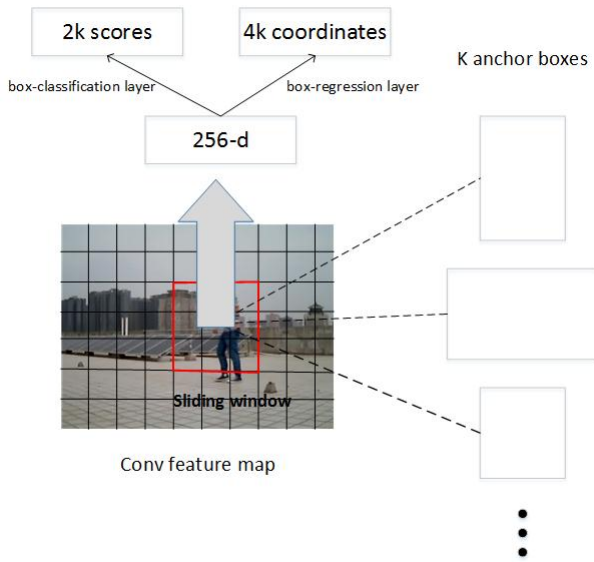 2k scores
4k coordinates
K anchor boxes
box-classification layer
box-regression layer
256-d
Sliding window
Conv feature map